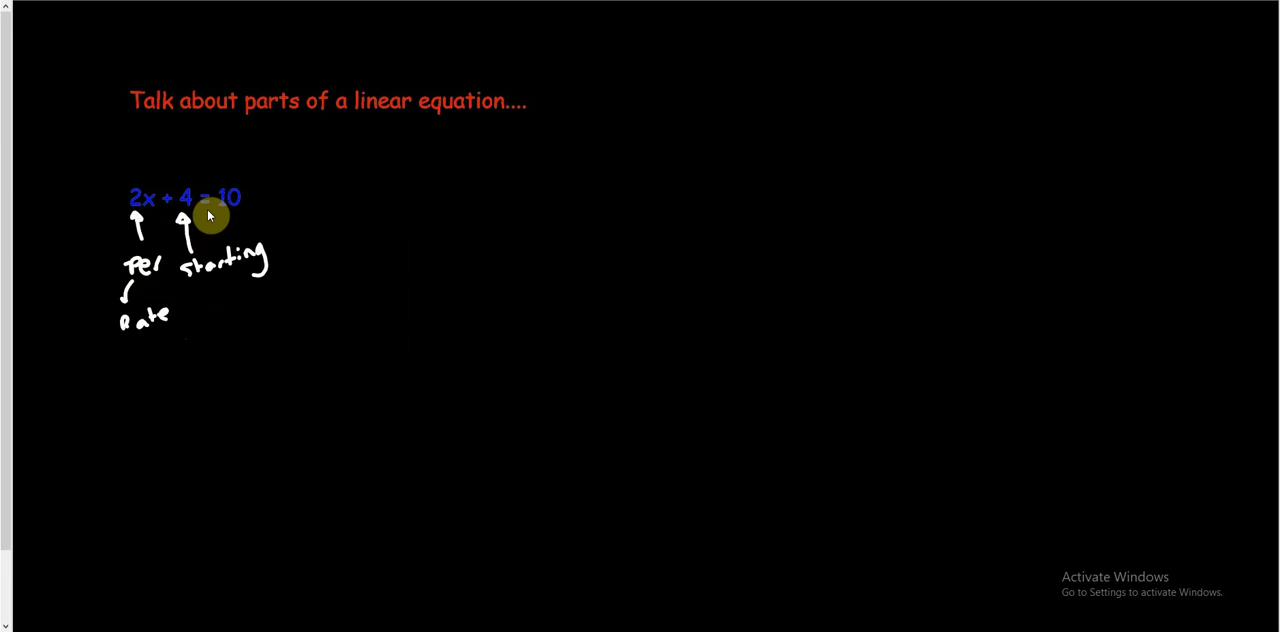 Talk about parts of a linear equation....
2x + 4 = 10
Per starting
Rate
Activate Windows
Go to Settings to activate Windows.